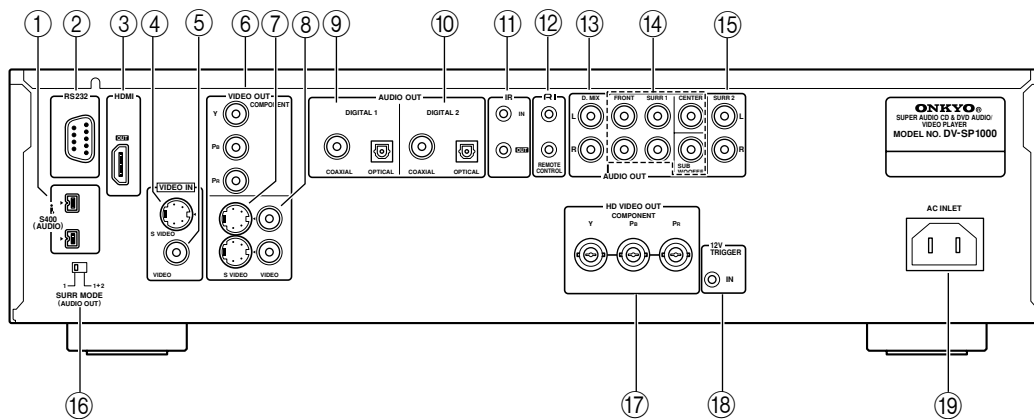 ① ② ③ ④ ⑤ ⑥ ⑦ ⑧ ⑨ ⑩ ⑪ ⑫ ⑬ ⑭ ⑮
RS232
HDMI
OUT
S400
(AUDIO)
VIDEO IN
S VIDEO
VIDEO
VIDEO OUT
COMPONENT
Y
PB
PR
S VIDEO
VIDEO
AUDIO OUT
DIGITAL 1
DIGITAL 2
COAXIAL
OPTICAL
COAXIAL
OPTICAL
IR
IN
OUT
RI
REMOTE
CONTROL
D. MIX
FRONT
SURR 1
CENTER
SURR 2
L
L
R
R
SUB
WOOFER
AUDIO OUT
ONKYO®
SUPER AUDIO CD & DVD AUDIO/
VIDEO PLAYER
MODEL NO. DV-SP1000
HD VIDEO OUT
COMPONENT
Y
PB
PR
12V
TRIGGER
IN
AC INLET
1
1+2
SURR MODE
(AUDIO OUT)
⑯ ⑰ ⑱ ⑲